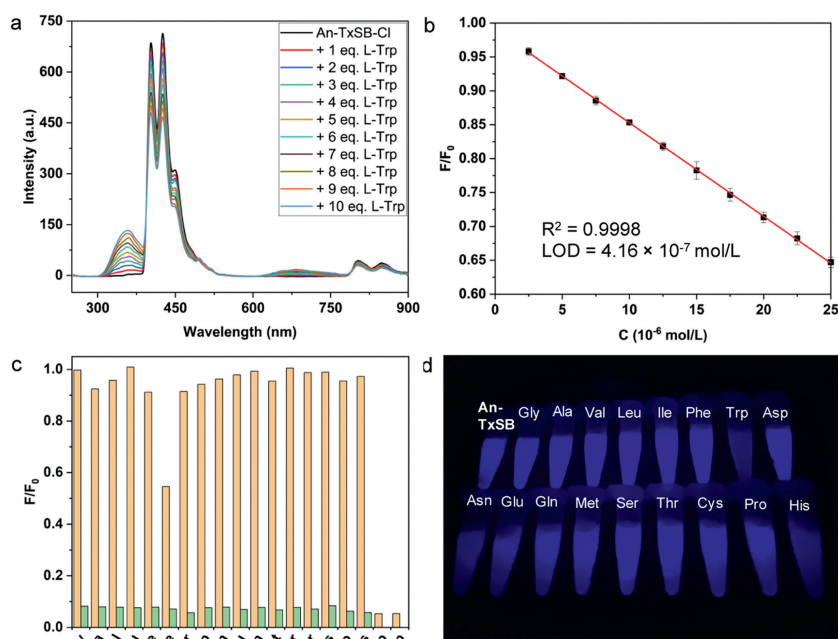 a
Intensity (a.u.)
750
600
450
300
150
0
An-TxSB-Cl
+ 1 eq. L-Trp
+ 2 eq. L-Trp
+ 3 eq. L-Trp
+ 4 eq. L-Trp
+ 5 eq. L-Trp
+ 6 eq. L-Trp
+ 7 eq. L-Trp
+ 8 eq. L-Trp
+ 9 eq. L-Trp
+ 10 eq. L-Trp
300 450 600 750 900
Wavelength (nm)
b
F/F0
1.00
0.95
0.90
0.85
0.80
0.75
0.70
0.65
0.60
R² = 0.9998
LOD = 4.16 × 10⁻⁷ mol/L
0 5 10 15 20 25
C (10⁻⁶ mol/L)
c
F/F₀
1.0
0.8
0.6
0.4
0.2
0.0
d
An-
TxSB
Gly Ala Val Leu Ile Phe Trp Asp
Asn Glu Gln Met Ser Thr Cys Pro His